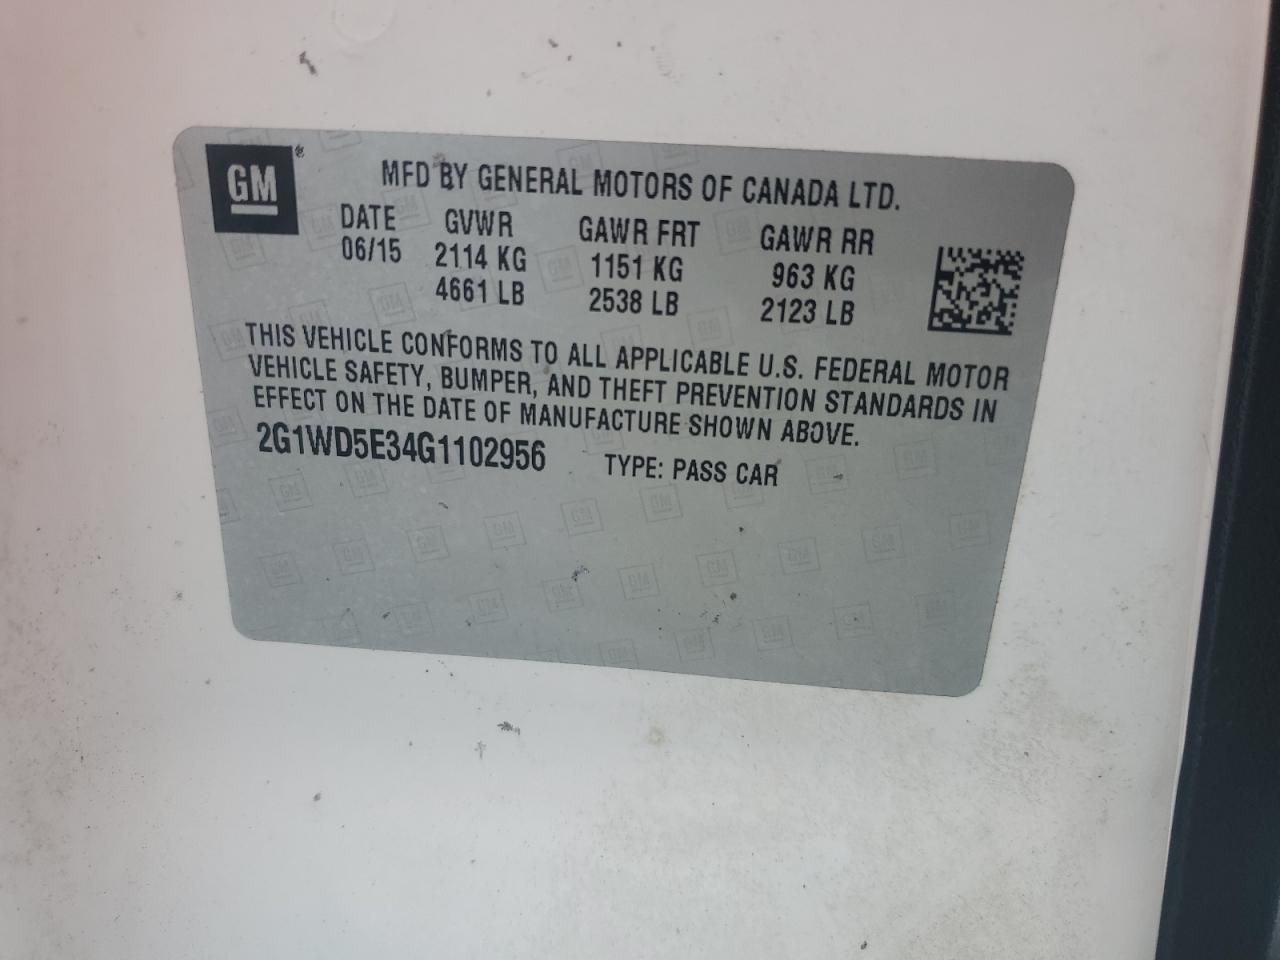 GM
MFD BY GENERAL MOTORS OF CANADA LTD.
DATE GVWR GAWR FRT GAWR RR
06/15 2114 KG 1151 KG 963 KG
4661 LB 2538 LB 2123 LB
THIS VEHICLE CONFORMS TO ALL APPLICABLE U.S. FEDERAL MOTOR
VEHICLE SAFETY, BUMPER, AND THEFT PREVENTION STANDARDS IN
EFFECT ON THE DATE OF MANUFACTURE SHOWN ABOVE.
2G1WD5E34G1102956 TYPE: PASS CAR